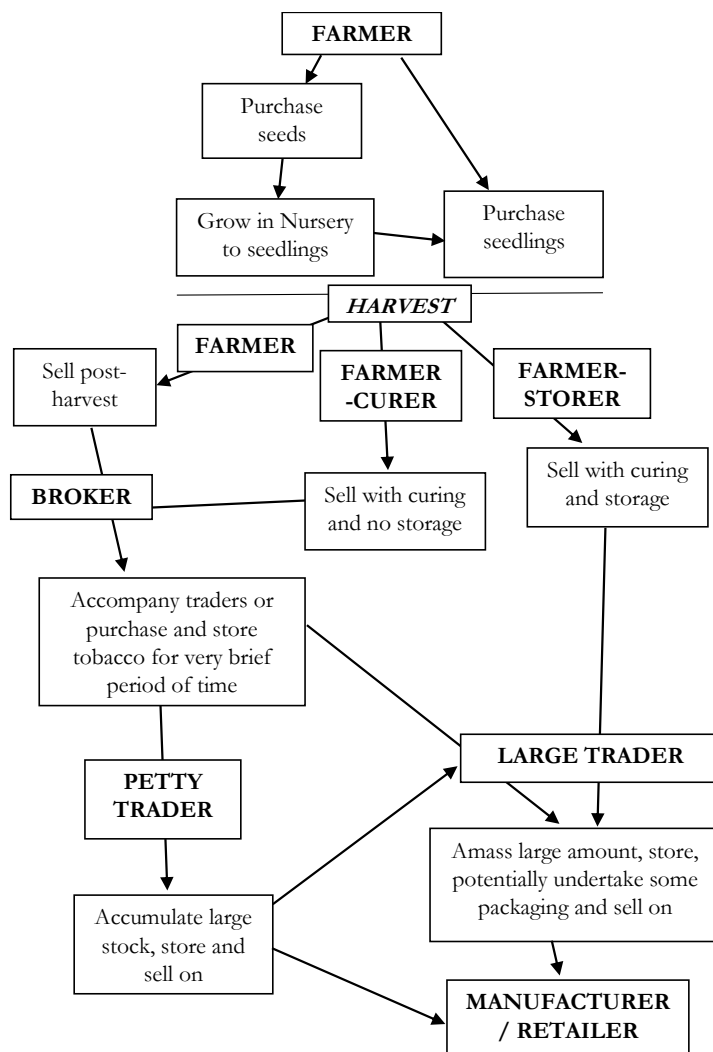 FARMER
Purchase
seeds
Grow in Nursery
to seedlings
Purchase
seedlings
HARVEST
FARMER
Sell post-
harvest
FARMER
-CURER
FARMER-
STORER
BROKER
Sell with curing
and no storage
Sell with curing
and storage
Accompany traders or
purchase and store
tobacco for very brief
period of time
PETTY
TRADER
LARGE TRADER
Accumulate large
stock, store and
sell on
Amass large amount, store,
potentially undertake some
packaging and sell on
MANUFACTURER
/ RETAILER